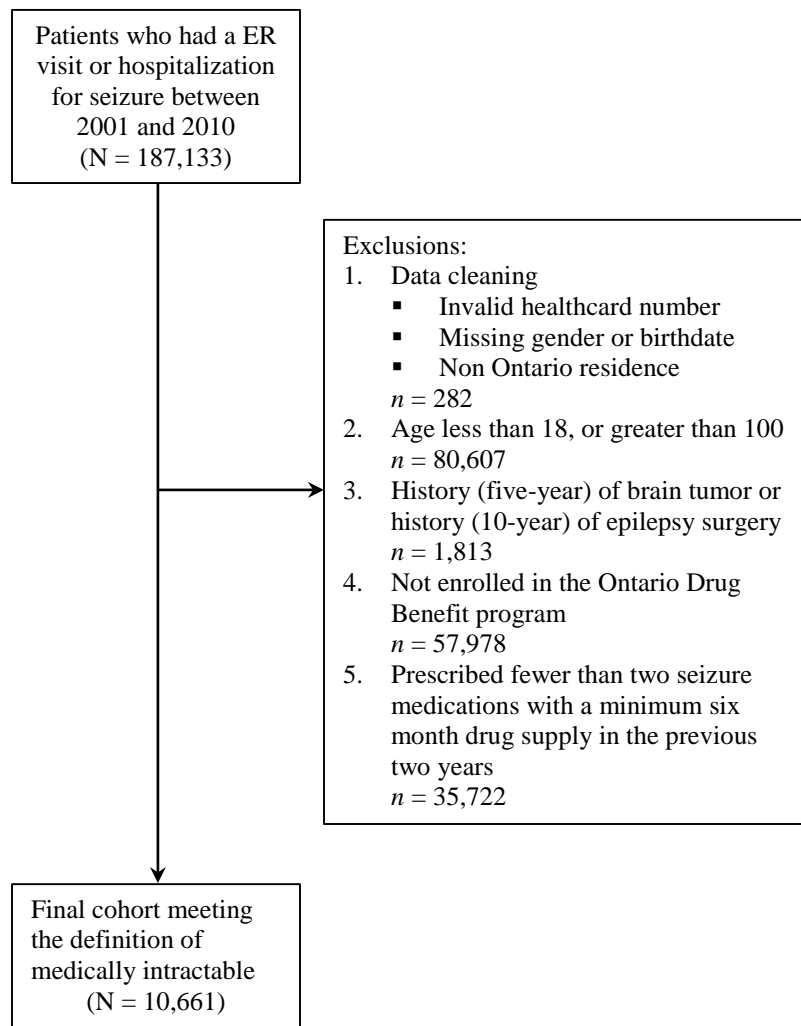 Patients who had a ER
visit or hospitalization
for seizure between
2001 and 2010
(N = 187,133)
Exclusions:
1. Data cleaning
▪ Invalid healthcard number
▪ Missing gender or birthdate
▪ Non Ontario residence
n = 282
2. Age less than 18, or greater than 100
n = 80,607
3. History (five-year) of brain tumor or
history (10-year) of epilepsy surgery
n = 1,813
4. Not enrolled in the Ontario Drug
Benefit program
n = 57,978
5. Prescribed fewer than two seizure
medications with a minimum six
month drug supply in the previous
two years
n = 35,722
Final cohort meeting
the definition of
medically intractable
(N = 10,661)